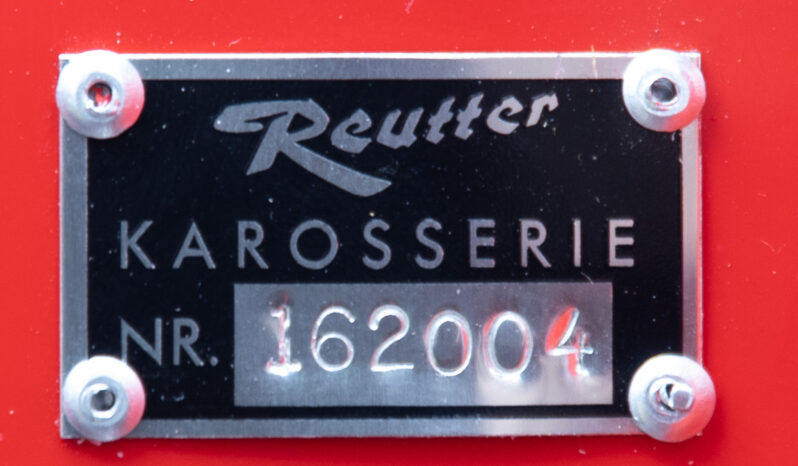 Reutter
KAROSSERIE
NR. 162004